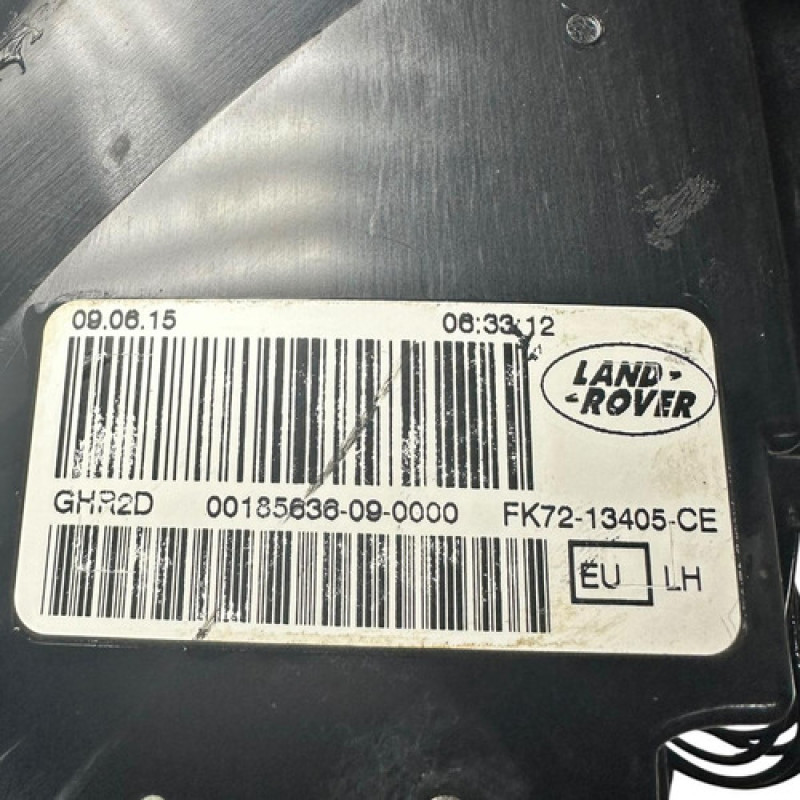 09.06.15 06:33:12
LAND-
-ROVER
GHR2D 00185636-09-0000 FK72-13405-CE
EU LH